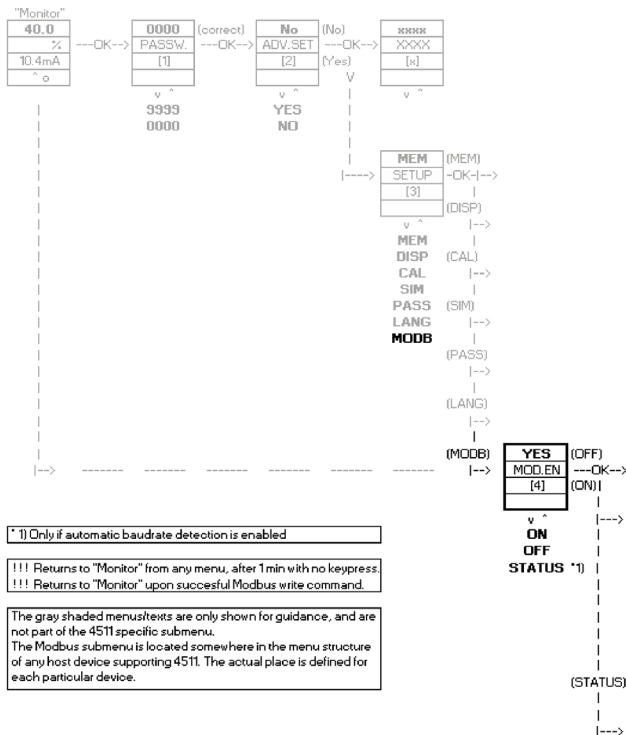 "Monitor"
40.0 0000 (correct) No (No) xxxx
% ---OK--> PASSW. ---OK--> ADV.SET ---OK--> XXXX
10.4mA [1] [2] (Yes) [x]
^ o V
v ^ v ^ v ^
9999 YES
0000 NO
MEM (MEM)
|----> SETUP -OK-|-->
[3]
(DISP)
v ^ |-->
MEM
DISP (CAL)
CAL |-->
SIM
PASS (SIM)
LANG |-->
MODB
(PASS)
|-->
(LANG)
|-->
(MODB) YES (OFF)
|--> ------- ------- ------- ------- ------- |--> MOD.EN ---OK-->
[4] (ON)|
v ^ |--->
ON
OFF
STATUS *1)
* 1) Only if automatic baudrate detection is enabled
!!! Returns to "Monitor" from any menu, after 1 min with no keypress.
!!! Returns to "Monitor" upon succesful Modbus write command.
The gray shaded menus/texts are only shown for guidance, and are
not part of the 4511 specific submenu.
The Modbus submenu is located somewhere in the menu structure
of any host device supporting 4511. The actual place is defined for
each particular device.
(STATUS)
|--->